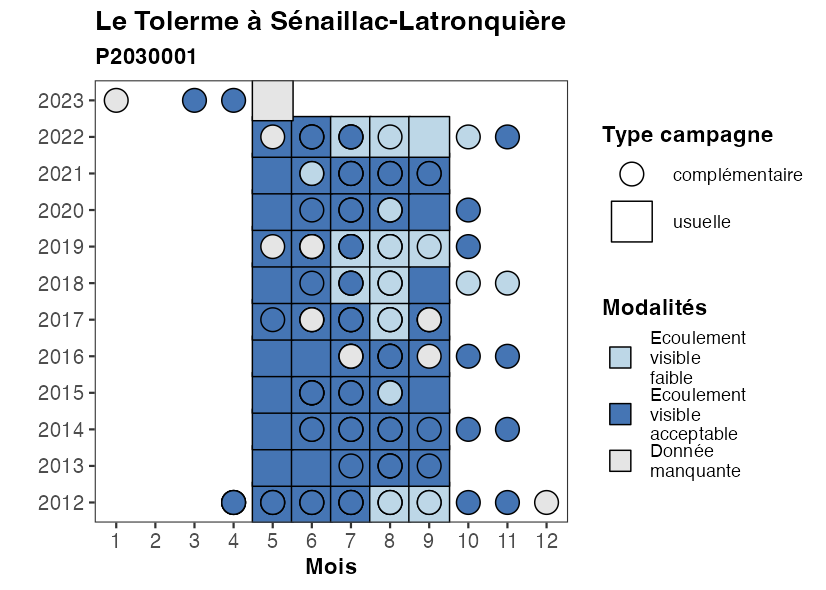 Le Tolerme à Sénaillac-Latronquière
P2030001
2023
2022
2021
2020
2019
2018
2017
2016
2015
2014
2013
2012
1 2 3 4 5 6 7 8 9 10 11 12
Mois
Type campagne
complémentaire
usuelle
Modalités
Ecoulement
visible
faible
Ecoulement
visible
acceptable
Donnée
manquante